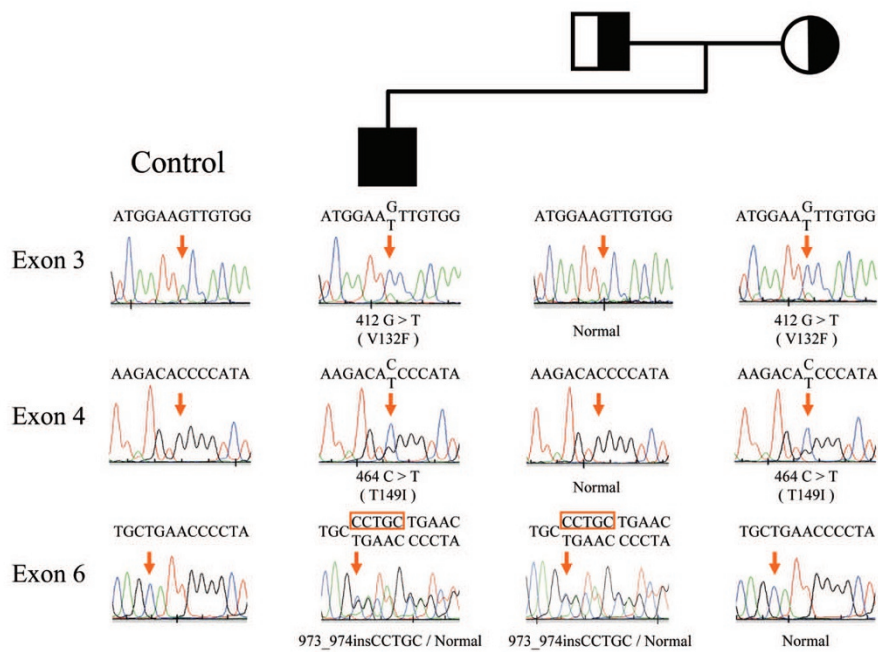 Control
Exon 3
ATGGAAGTTGTGG
ATGGAA G TTGTGG
T
ATGGAAGTTGTGG
ATGGAA G TTGTGG
T
412 G > T
( V132F )
Normal
412 G > T
( V132F )
Exon 4
AAGACACCCCATA
AAGACA C CCCATA
T
AAGACACCCCATA
AAGACA C CCCATA
T
464 C > T
( T149I )
Normal
464 C > T
( T149I )
Exon 6
TGCTGAACCCCTA
TGC CCTGC TGAAC
TGAAC CCCTA
TGC CCTGC TGAAC
TGAAC CCCTA
TGCTGAACCCCTA
973_974insCCTGC / Normal
973_974insCCTGC / Normal
Normal